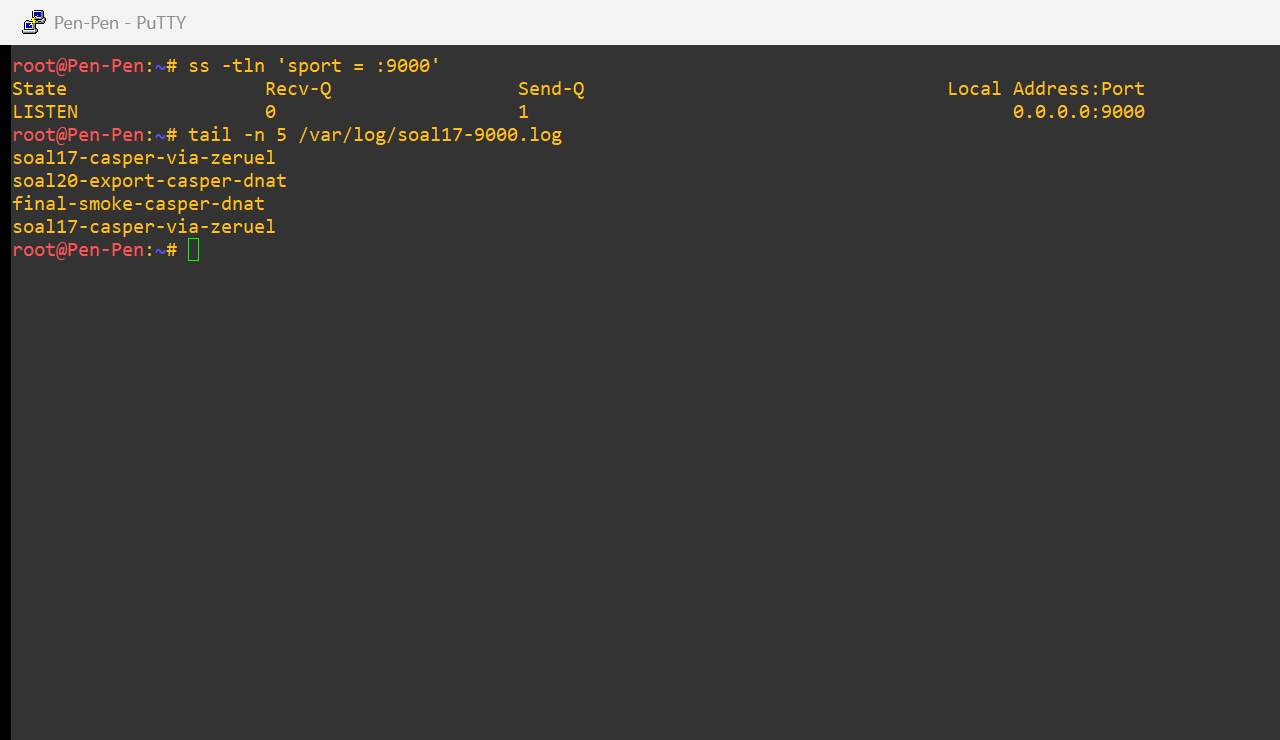 Pen-Pen - PuTTY
root@Pen-Pen:~# ss -tln 'sport = :9000'
State Recv-Q Send-Q Local Address:Port
LISTEN 0 1 0.0.0.0:9000
root@Pen-Pen:~# tail -n 5 /var/log/soal17-9000.log
soal17-casper-via-zeruel
soal20-export-casper-dnat
final-smoke-casper-dnat
soal17-casper-via-zeruel
root@Pen-Pen:~#